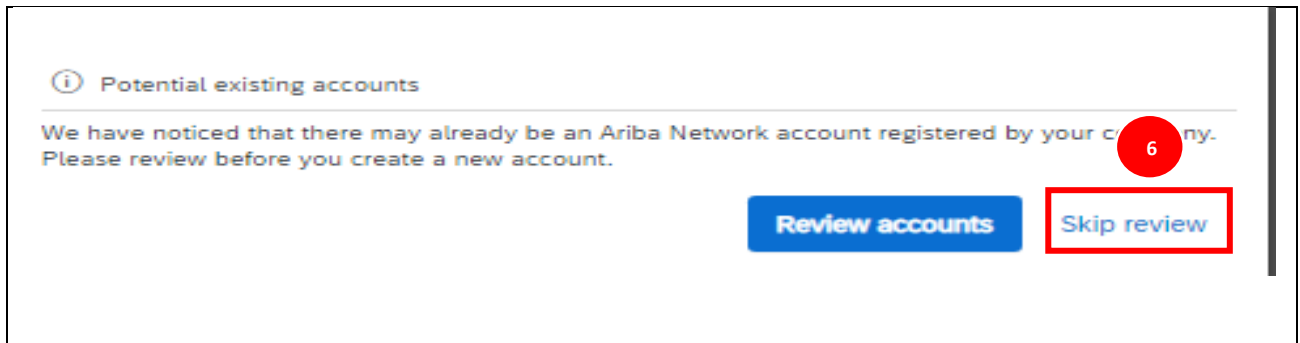 Potential existing accounts
We have noticed that there may already be an Ariba Network account registered by your c ny.
Please review before you create a new account.
6
Review accounts
Skip review